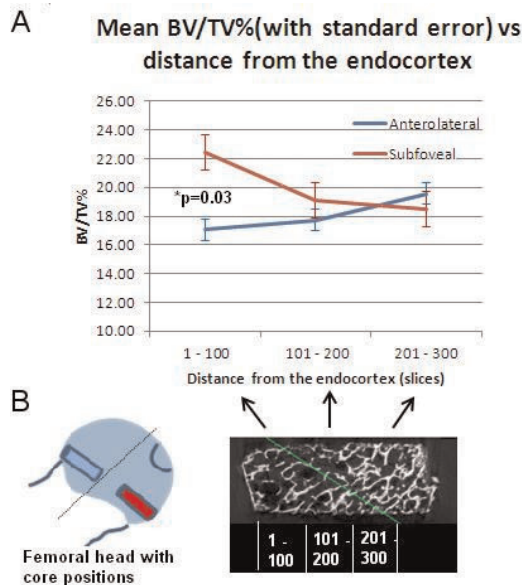 A
Mean BV/TV%(with standard error) vs
distance from the endocortex
26.00
24.00
22.00
20.00
18.00
16.00
14.00
12.00
10.00
BV/TV%
Anterolateral
Subfoveal
*p=0.03
1 - 100
101 - 200
201 - 300
Distance from the endocortex (slices)
B
Femoral head with
core positions
1 -
100
101 -
200
201 -
300